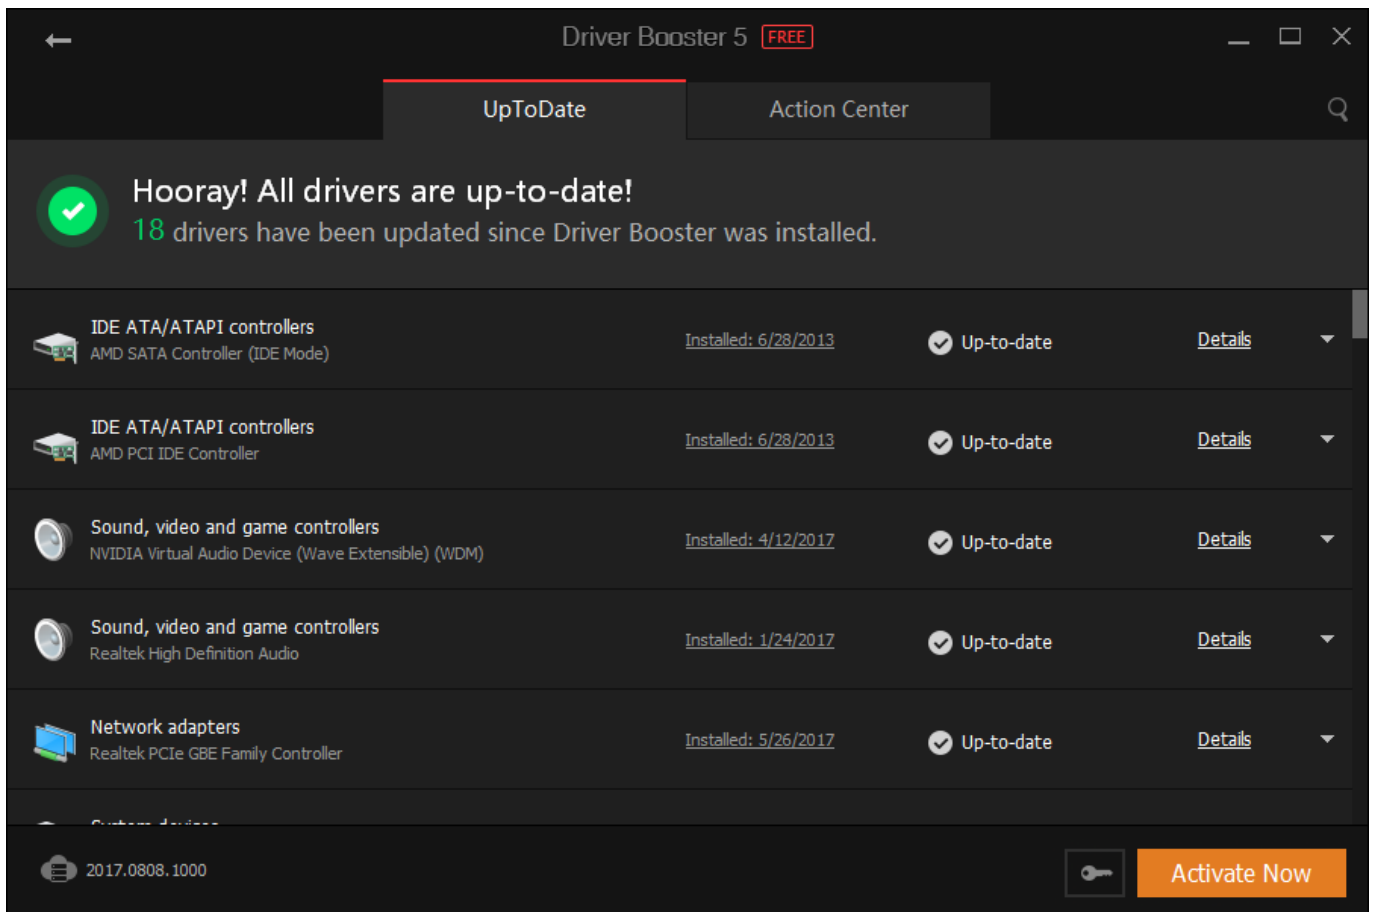 Driver Booster 5 FREE
UpToDate Action Center
Hooray! All drivers are up-to-date!
18 drivers have been updated since Driver Booster was installed.
IDE ATA/ATAPI controllers
AMD SATA Controller (IDE Mode)
Installed: 6/28/2013 Up-to-date Details
IDE ATA/ATAPI controllers
AMD PCI IDE Controller
Installed: 6/28/2013 Up-to-date Details
Sound, video and game controllers
NVIDIA Virtual Audio Device (Wave Extensible) (WDM)
Installed: 4/12/2017 Up-to-date Details
Sound, video and game controllers
Realtek High Definition Audio
Installed: 1/24/2017 Up-to-date Details
Network adapters
Realtek PCIe GBE Family Controller
Installed: 5/26/2017 Up-to-date Details
System devices
2017.0808.1000
Activate Now